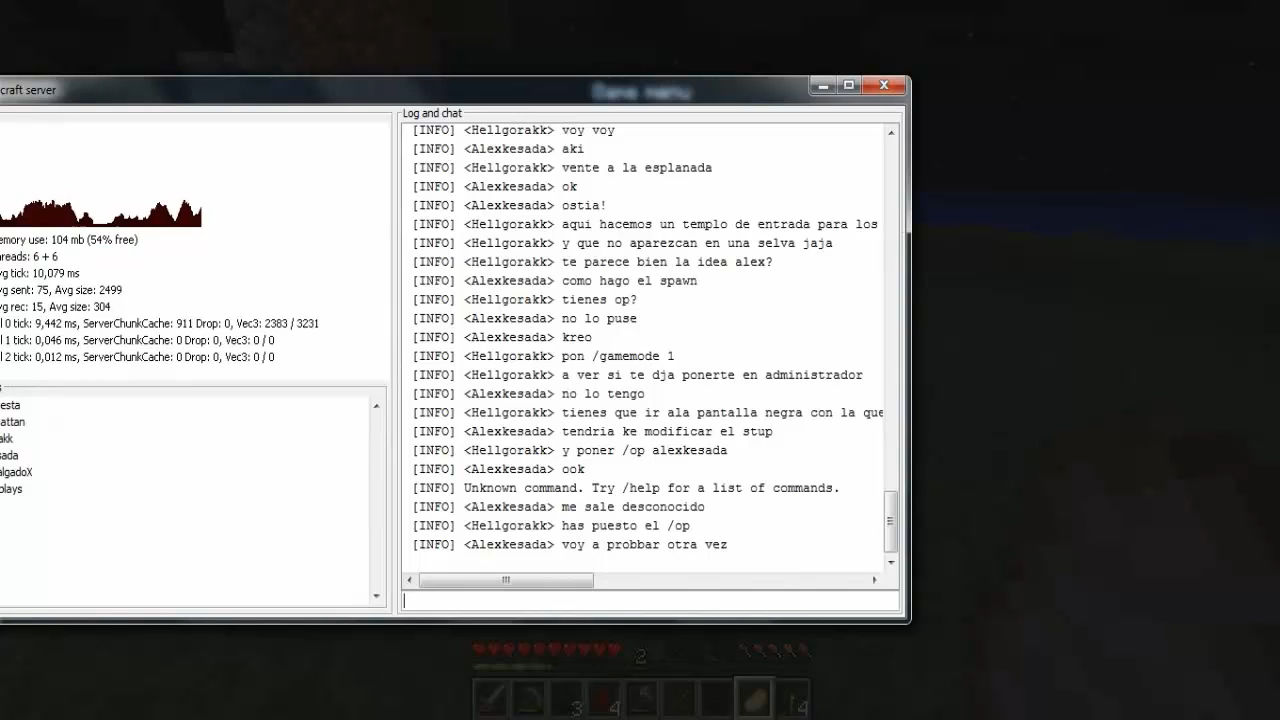 craft server
Game menu
Log and chat
[INFO] <Hellgorakk> voy voy
[INFO] <Alexkesada> aki
[INFO] <Hellgorakk> vente a la esplanada
[INFO] <Alexkesada> ok
[INFO] <Alexkesada> ostia!
[INFO] <Hellgorakk> aqui hacemos un templo de entrada para los
[INFO] <Hellgorakk> y que no aparezcan en una selva jaja
[INFO] <Hellgorakk> te parece bien la idea alex?
[INFO] <Alexkesada> como hago el spawn
[INFO] <Hellgorakk> tienes op?
[INFO] <Alexkesada> no lo puse
[INFO] <Alexkesada> kreo
[INFO] <Hellgorakk> pon /gamemode 1
[INFO] <Hellgorakk> a ver si te dja ponerte en administrador
[INFO] <Alexkesada> no lo tengo
[INFO] <Hellgorakk> tienes que ir ala pantalla negra con la que
[INFO] <Alexkesada> tendria ke modificar el stup
[INFO] <Hellgorakk> y poner /op alexkesada
[INFO] <Alexkesada> ook
[INFO] Unknown command. Try /help for a list of commands.
[INFO] <Alexkesada> me sale desconocido
[INFO] <Hellgorakk> has puesto el /op
[INFO] <Alexkesada> voy a probbar otra vez
emory use: 104 mb (54% free)
reads: 6 + 6
vg tick: 10,079 ms
vg sent: 75, Avg size: 2499
vg rec: 15, Avg size: 304
l 0 tick: 9,442 ms, ServerChunkCache: 911 Drop: 0, Vec3: 2383 / 3231
l 1 tick: 0,046 ms, ServerChunkCache: 0 Drop: 0, Vec3: 0 / 0
l 2 tick: 0,012 ms, ServerChunkCache: 0 Drop: 0, Vec3: 0 / 0
s
esta
attan
akk
sada
algadoX
plays
2
3
4
4